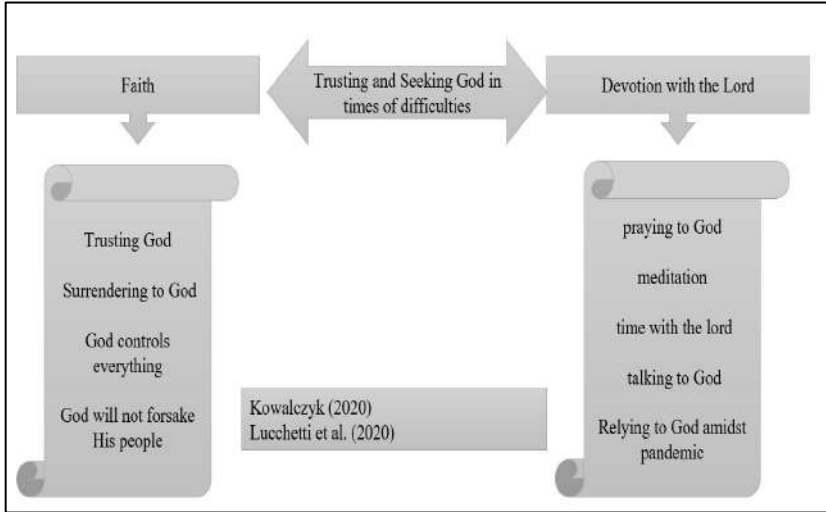 Faith
Trusting and Seeking God in
times of difficulties
Devotion with the Lord
Trusting God
Surrendering to God
God controls
everything
God will not forsake
His people
Kowalczyk (2020)
Lucchetti et al. (2020)
praying to God
meditation
time with the lord
talking to God
Relying to God amidst
pandemic